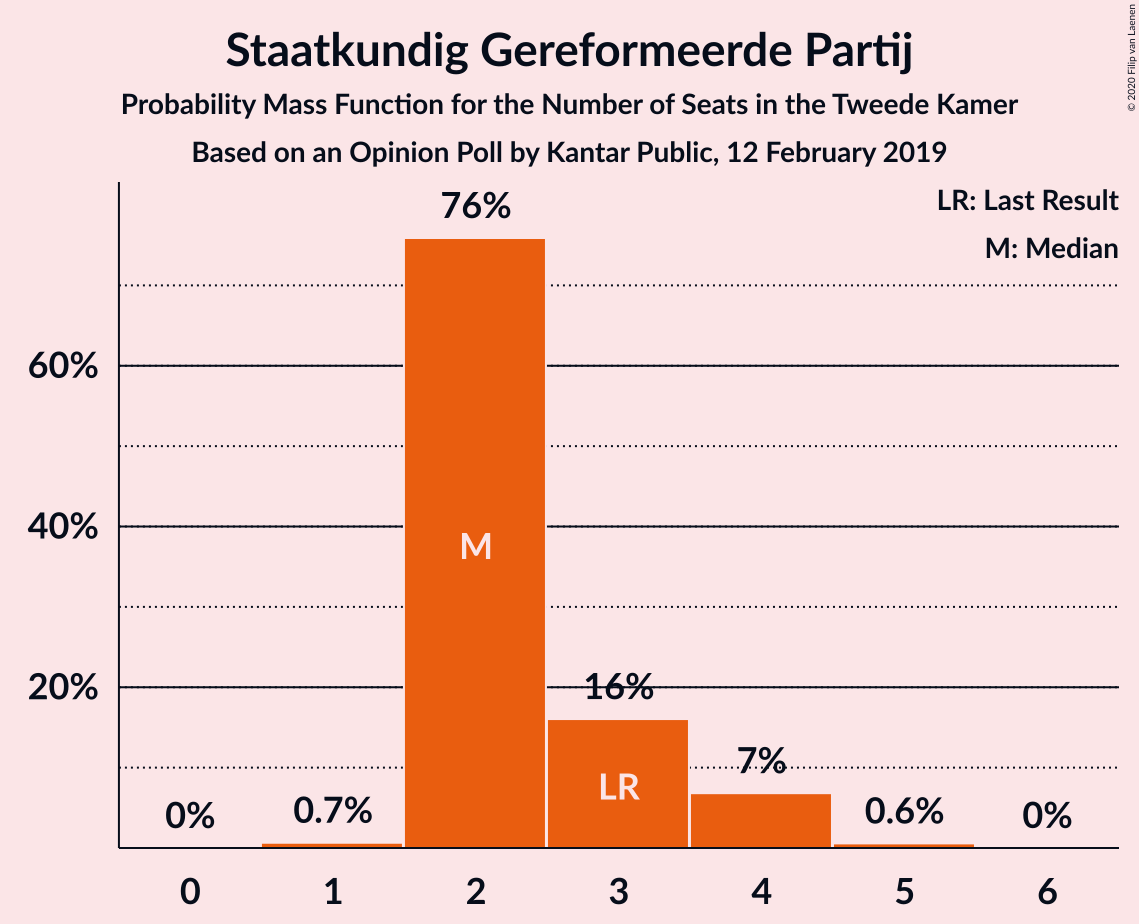 Staatkundig Gereformeerde Partij
Probability Mass Function for the Number of Seats in the Tweede Kamer
Based on an Opinion Poll by Kantar Public, 12 February 2019
© 2020 Filip van Laenen
LR: Last Result
M: Median
76%
60%
40%
M
20%
16%
7%
LR
0%
0.7%
0.6%
0%
0
1
2
3
4
5
6